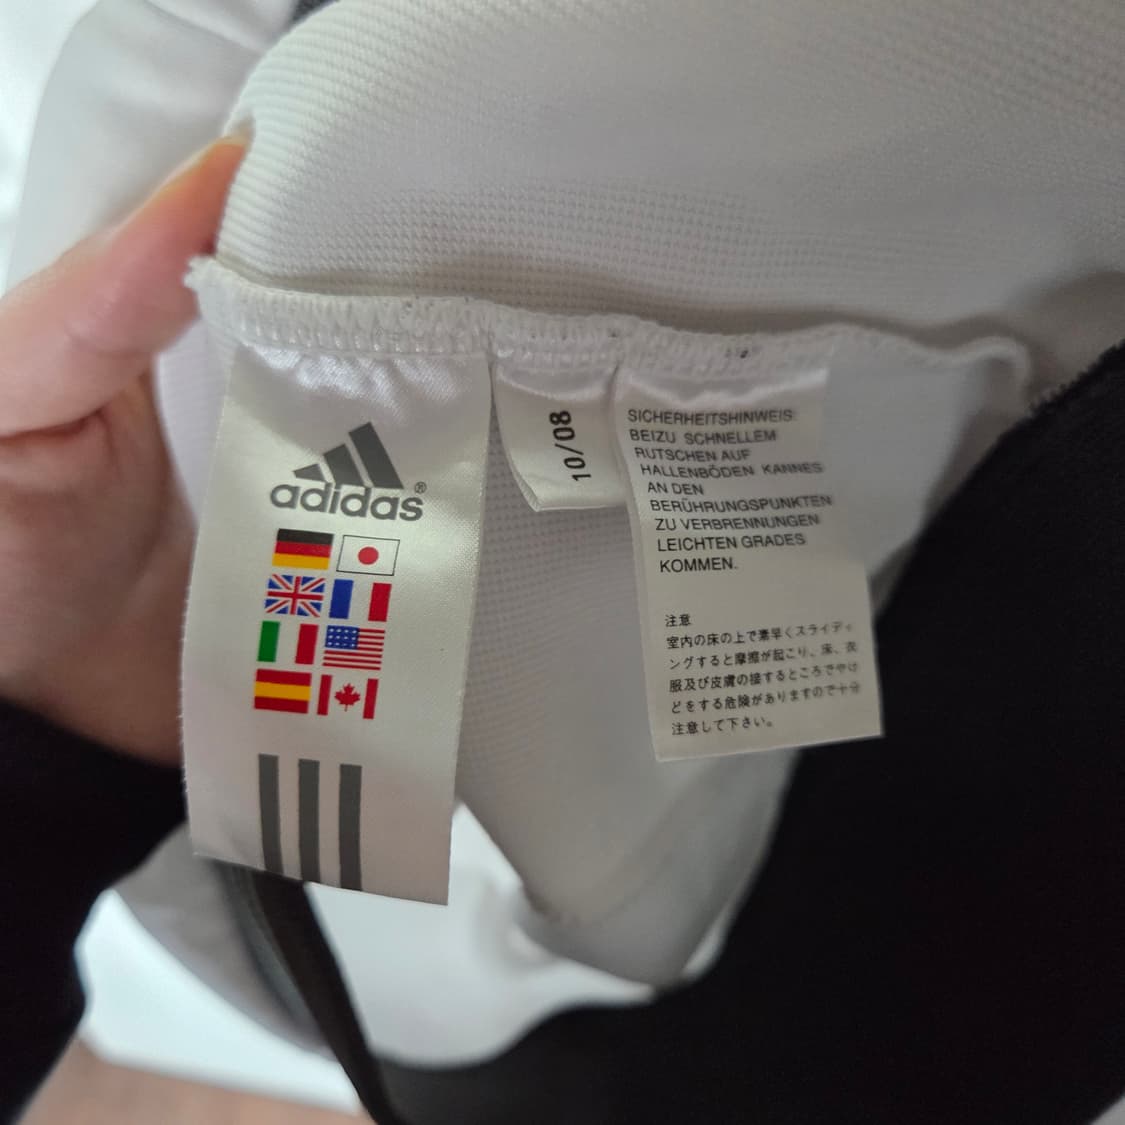 adidas®
10/08
SICHERHEITSHINWEIS:
BEIZU SCHNELLEM
RUTSCHEN AUF
HALLENBÖDEN KANNES
AN DEN
BERÜHRUNGSPUNKTEN
ZU VERBRENNUNGEN
LEICHTEN GRADES
KOMMEN.
注意
室内の床の上で素早くスライディ
ングすると摩擦が起こり、床、衣
服及び皮膚の接するところでやけ
どをする危険がありますので十分
注意して下さい。